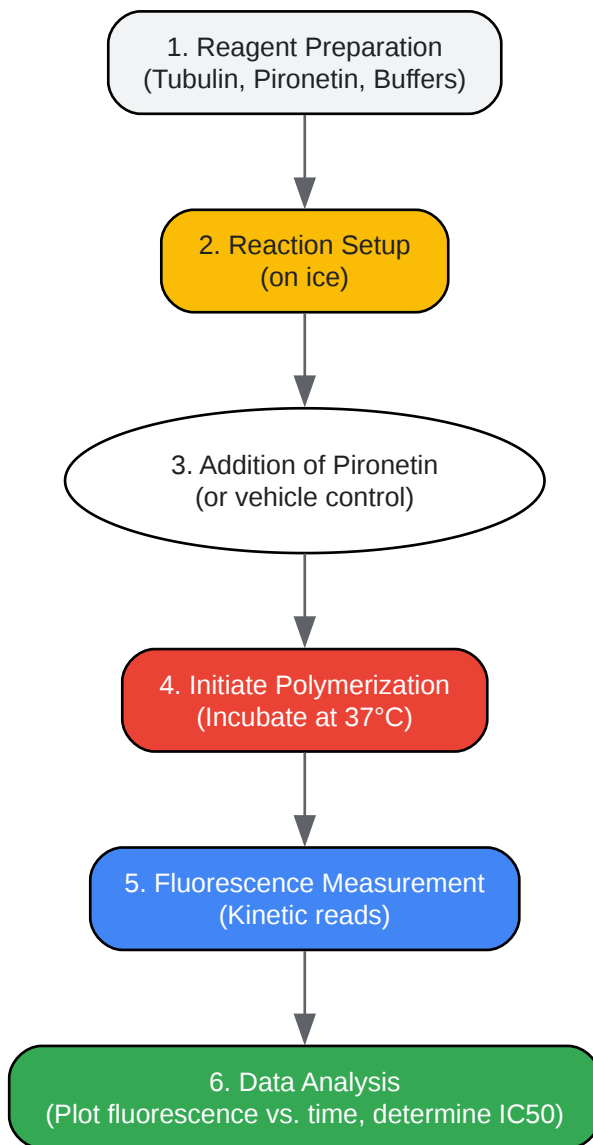 1. Reagent Preparation
(Tubulin, Pironetin, Buffers)
2. Reaction Setup
(on ice)
3. Addition of Pironetin
(or vehicle control)
4. Initiate Polymerization
(Incubate at 37°C)
5. Fluorescence Measurement
(Kinetic reads)
6. Data Analysis
(Plot fluorescence vs. time, determine IC50)